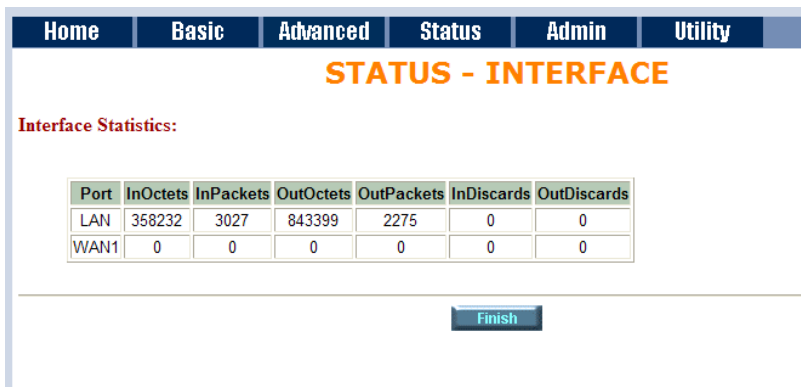 Home Basic Advanced Status Admin Utility
STATUS - INTERFACE
Interface Statistics:
Port InOctets InPackets OutOctets OutPackets InDiscards OutDiscards
LAN 358232 3027 843399 2275 0 0
WAN1 0 0 0 0 0 0
Finish